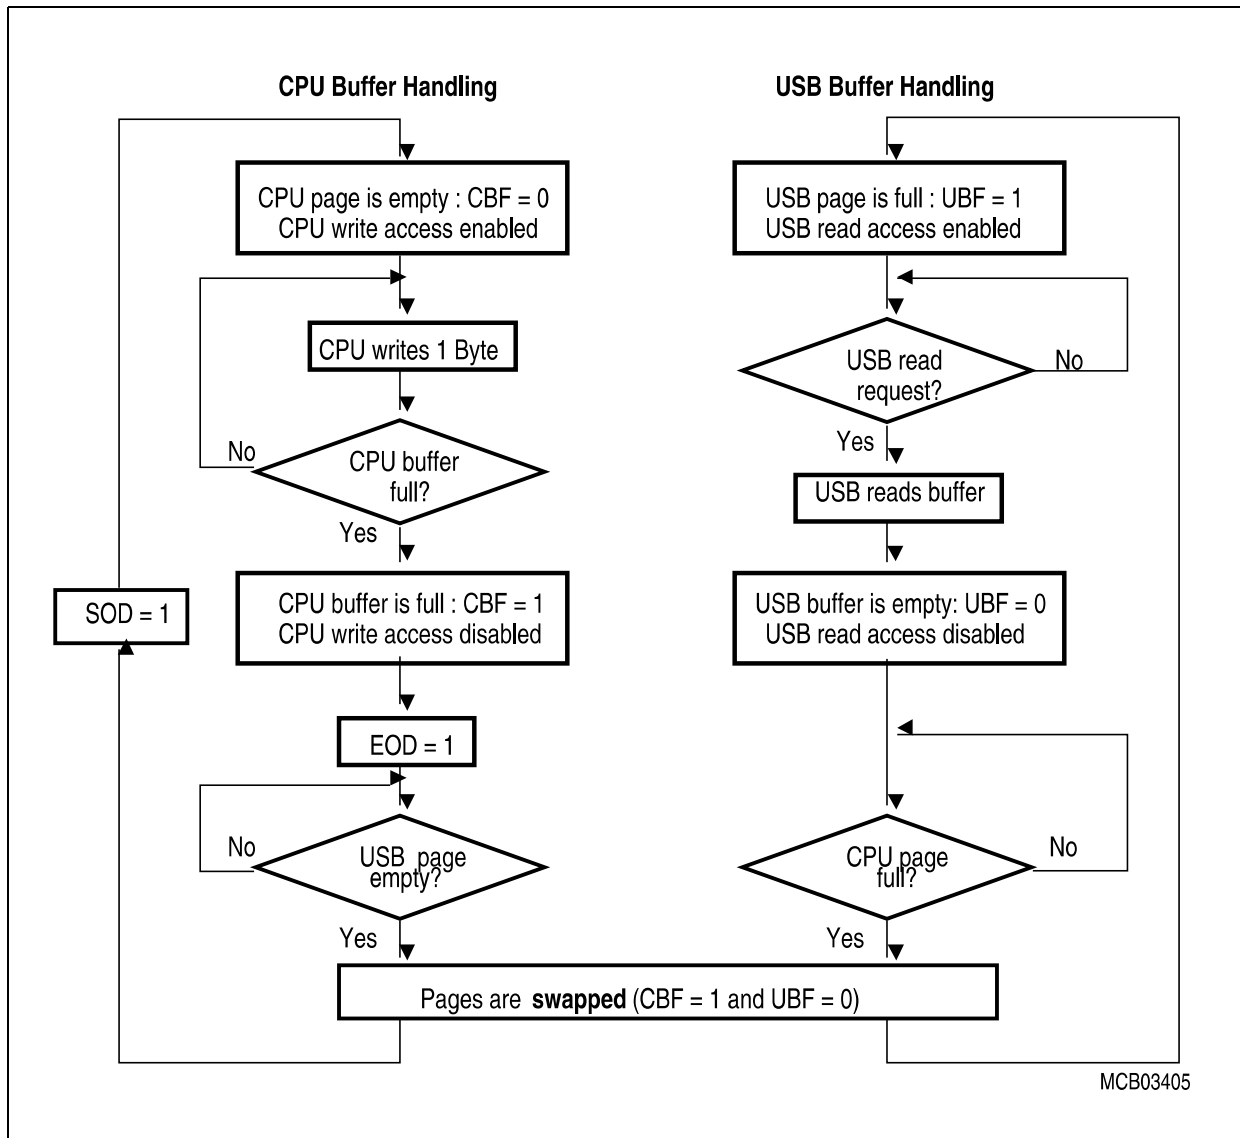 CPU Buffer Handling
CPU page is empty : CBF = 0
CPU write access enabled
CPU writes 1 Byte
No
CPU buffer
full?
Yes
CPU buffer is full : CBF = 1
CPU write access disabled
SOD = 1
EOD = 1
No
USB page
empty?
Yes
USB Buffer Handling
USB page is full : UBF = 1
USB read access enabled
USB read
request?
No
Yes
USB reads buffer
USB buffer is empty: UBF = 0
USB read access disabled
CPU page
full?
No
Yes
Pages are swapped (CBF = 1 and UBF = 0)
MCB03405